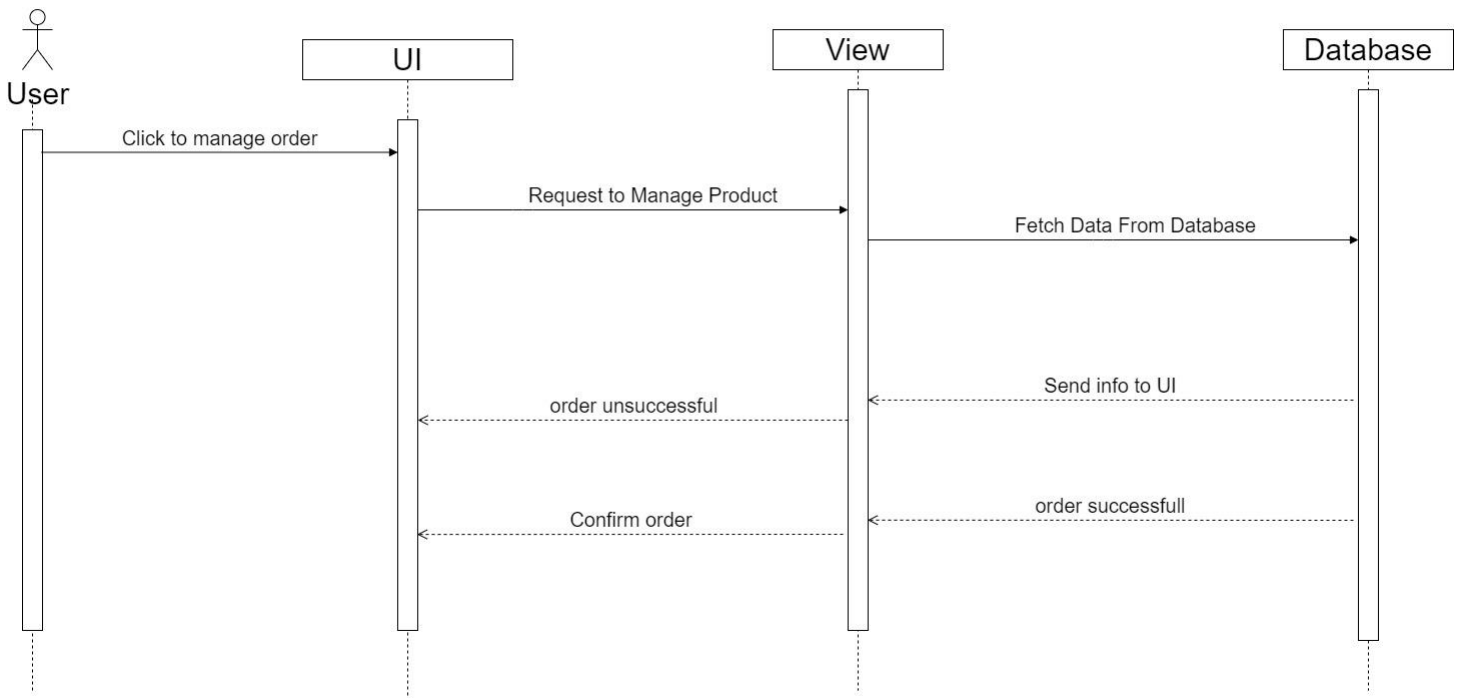 User
UI
View
Database
Click to manage order
Request to Manage Product
Fetch Data From Database
Send info to UI
order unsuccessful
order successfull
Confirm order